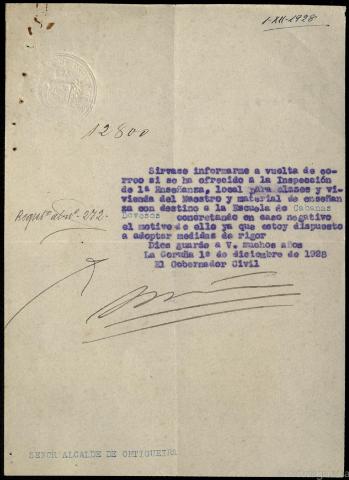 1-XII-1928
12800
Sirvase informarme a vuelta de co-
rreo si se ha ofrecido a la Inspección
de 1ª Enseñanza, local para clases y vi-
vienda del Maestro y material de enseñan
za con destino a la Escuela de Cabanas
Devesos concretando en caso negativo
el motivo de ello ya que estoy dispuesto
a adoptar medidas de rigor
Dios guarde a V. muchos años
La Coruña 1º de diciembre de 1928
El Gobernador Civil
272-
SEÑOR ALCALDE DE ORTIGUEIRA